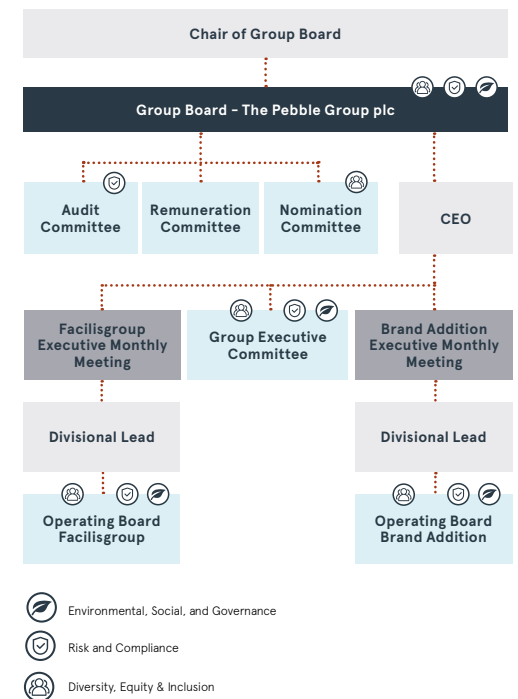 Chair of Group Board
Group Board - The Pebble Group plc
Audit
Committee
Remuneration
Committee
Nomination
Committee
CEO
Facilisgroup
Executive Monthly
Meeting
Group Executive
Committee
Brand Addition
Executive Monthly
Meeting
Divisional Lead
Divisional Lead
Operating Board
Facilisgroup
Operating Board
Brand Addition
Environmental, Social, and Governance
Risk and Compliance
Diversity, Equity & Inclusion